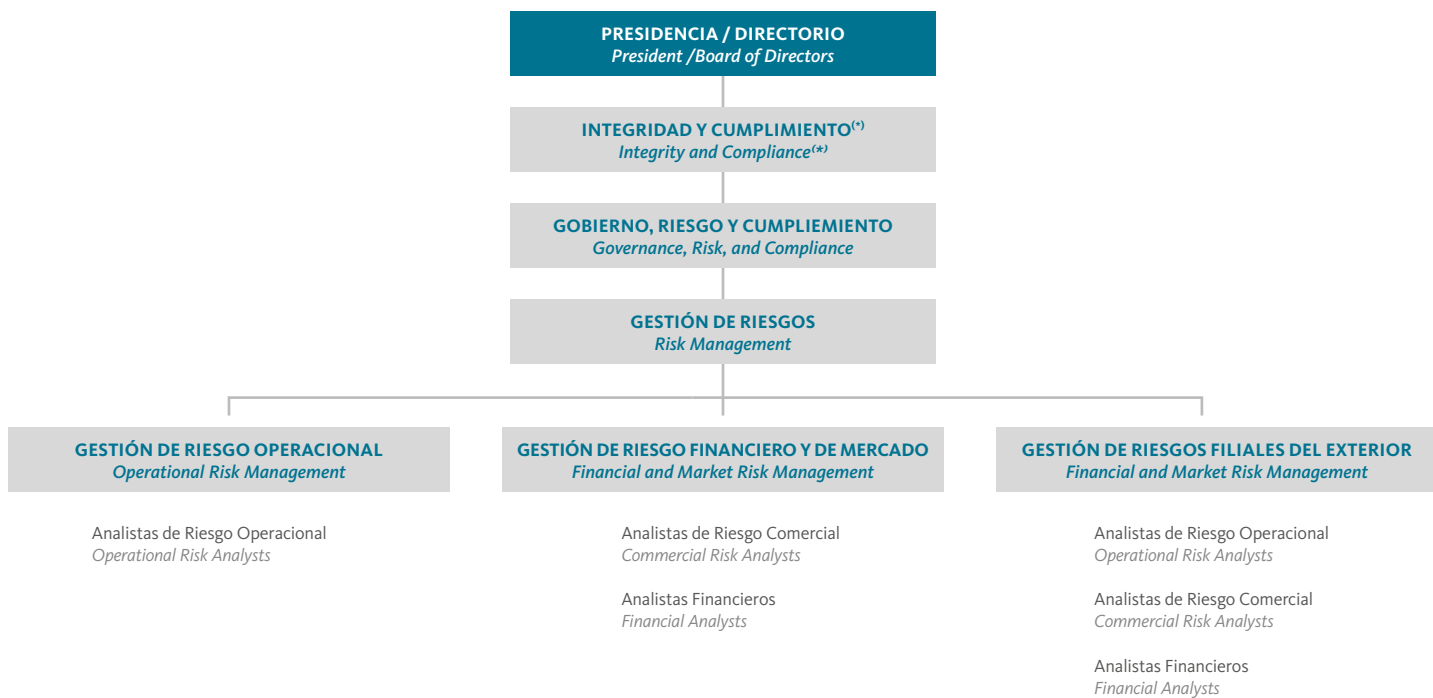 PRESIDENCIA / DIRECTORIO
President /Board of Directors
INTEGRIDAD Y CUMPLIMIENTO(*)
Integrity and Compliance(*)
GOBIERNO, RIESGO Y CUMPLIEMIENTO
Governance, Risk, and Compliance
GESTIÓN DE RIESGOS
Risk Management
GESTIÓN DE RIESGO OPERACIONAL
Operational Risk Management
Analistas de Riesgo Operacional
Operational Risk Analysts
GESTIÓN DE RIESGO FINANCIERO Y DE MERCADO
Financial and Market Risk Management
Analistas de Riesgo Comercial
Commercial Risk Analysts
Analistas Financieros
Financial Analysts
GESTIÓN DE RIESGOS FILIALES DEL EXTERIOR
Financial and Market Risk Management
Analistas de Riesgo Operacional
Operational Risk Analysts
Analistas de Riesgo Comercial
Commercial Risk Analysts
Analistas Financieros
Financial Analysts